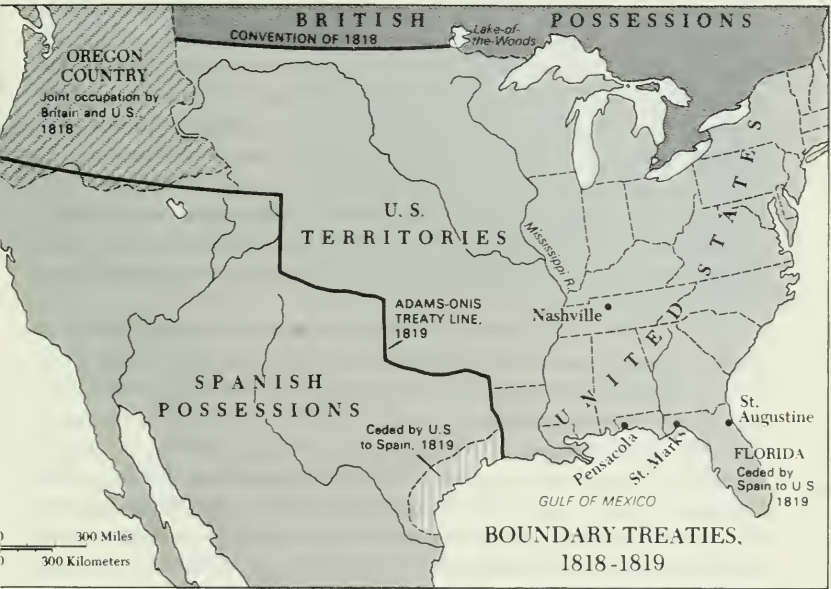 BRITISH POSSESSIONS
CONVENTION OF 1818
Lake-of-
the-Woods
OREGON
COUNTRY
Joint occupation by
Britain and U.S.
1818
U. S.
TERRITORIES
Mississippi R.
UNITED STATES
Nashville
ADAMS-ONIS
TREATY LINE,
1819
SPANISH
POSSESSIONS
Ceded by U.S
to Spain, 1819
St.
Augustine
Pensacola
St. Marks
FLORIDA
Ceded by
Spain to U S
1819
GULF OF MEXICO
BOUNDARY TREATIES,
1818-1819
0 300 Miles
0 300 Kilometers